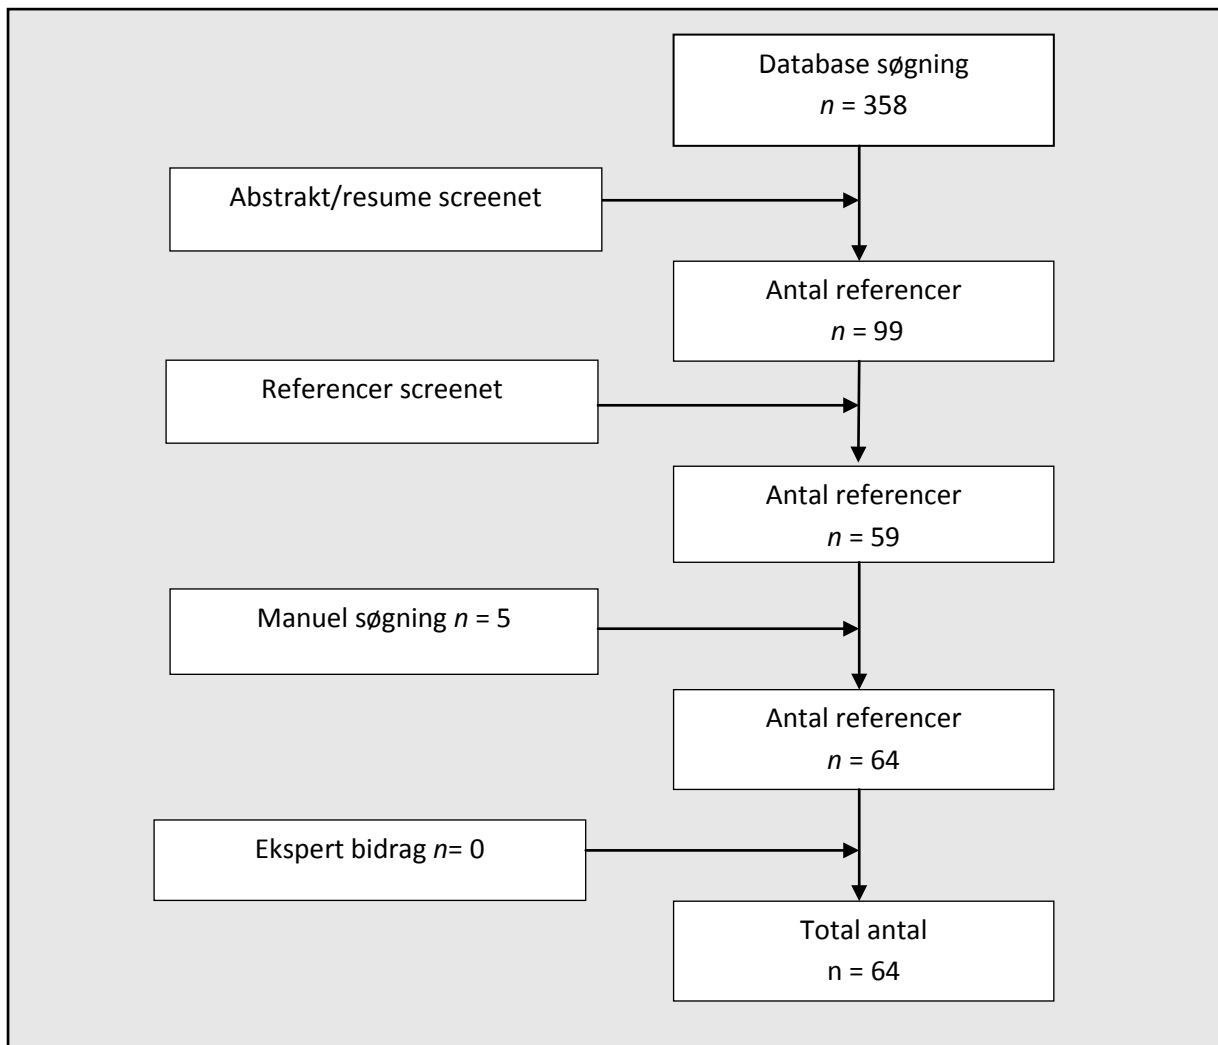 Database søgning
n = 358
Abstrakt/resume screenet
Antal referencer
n = 99
Referencer screenet
Antal referencer
n = 59
Manuel søgning n = 5
Antal referencer
n = 64
Ekspert bidrag n= 0
Total antal
n = 64